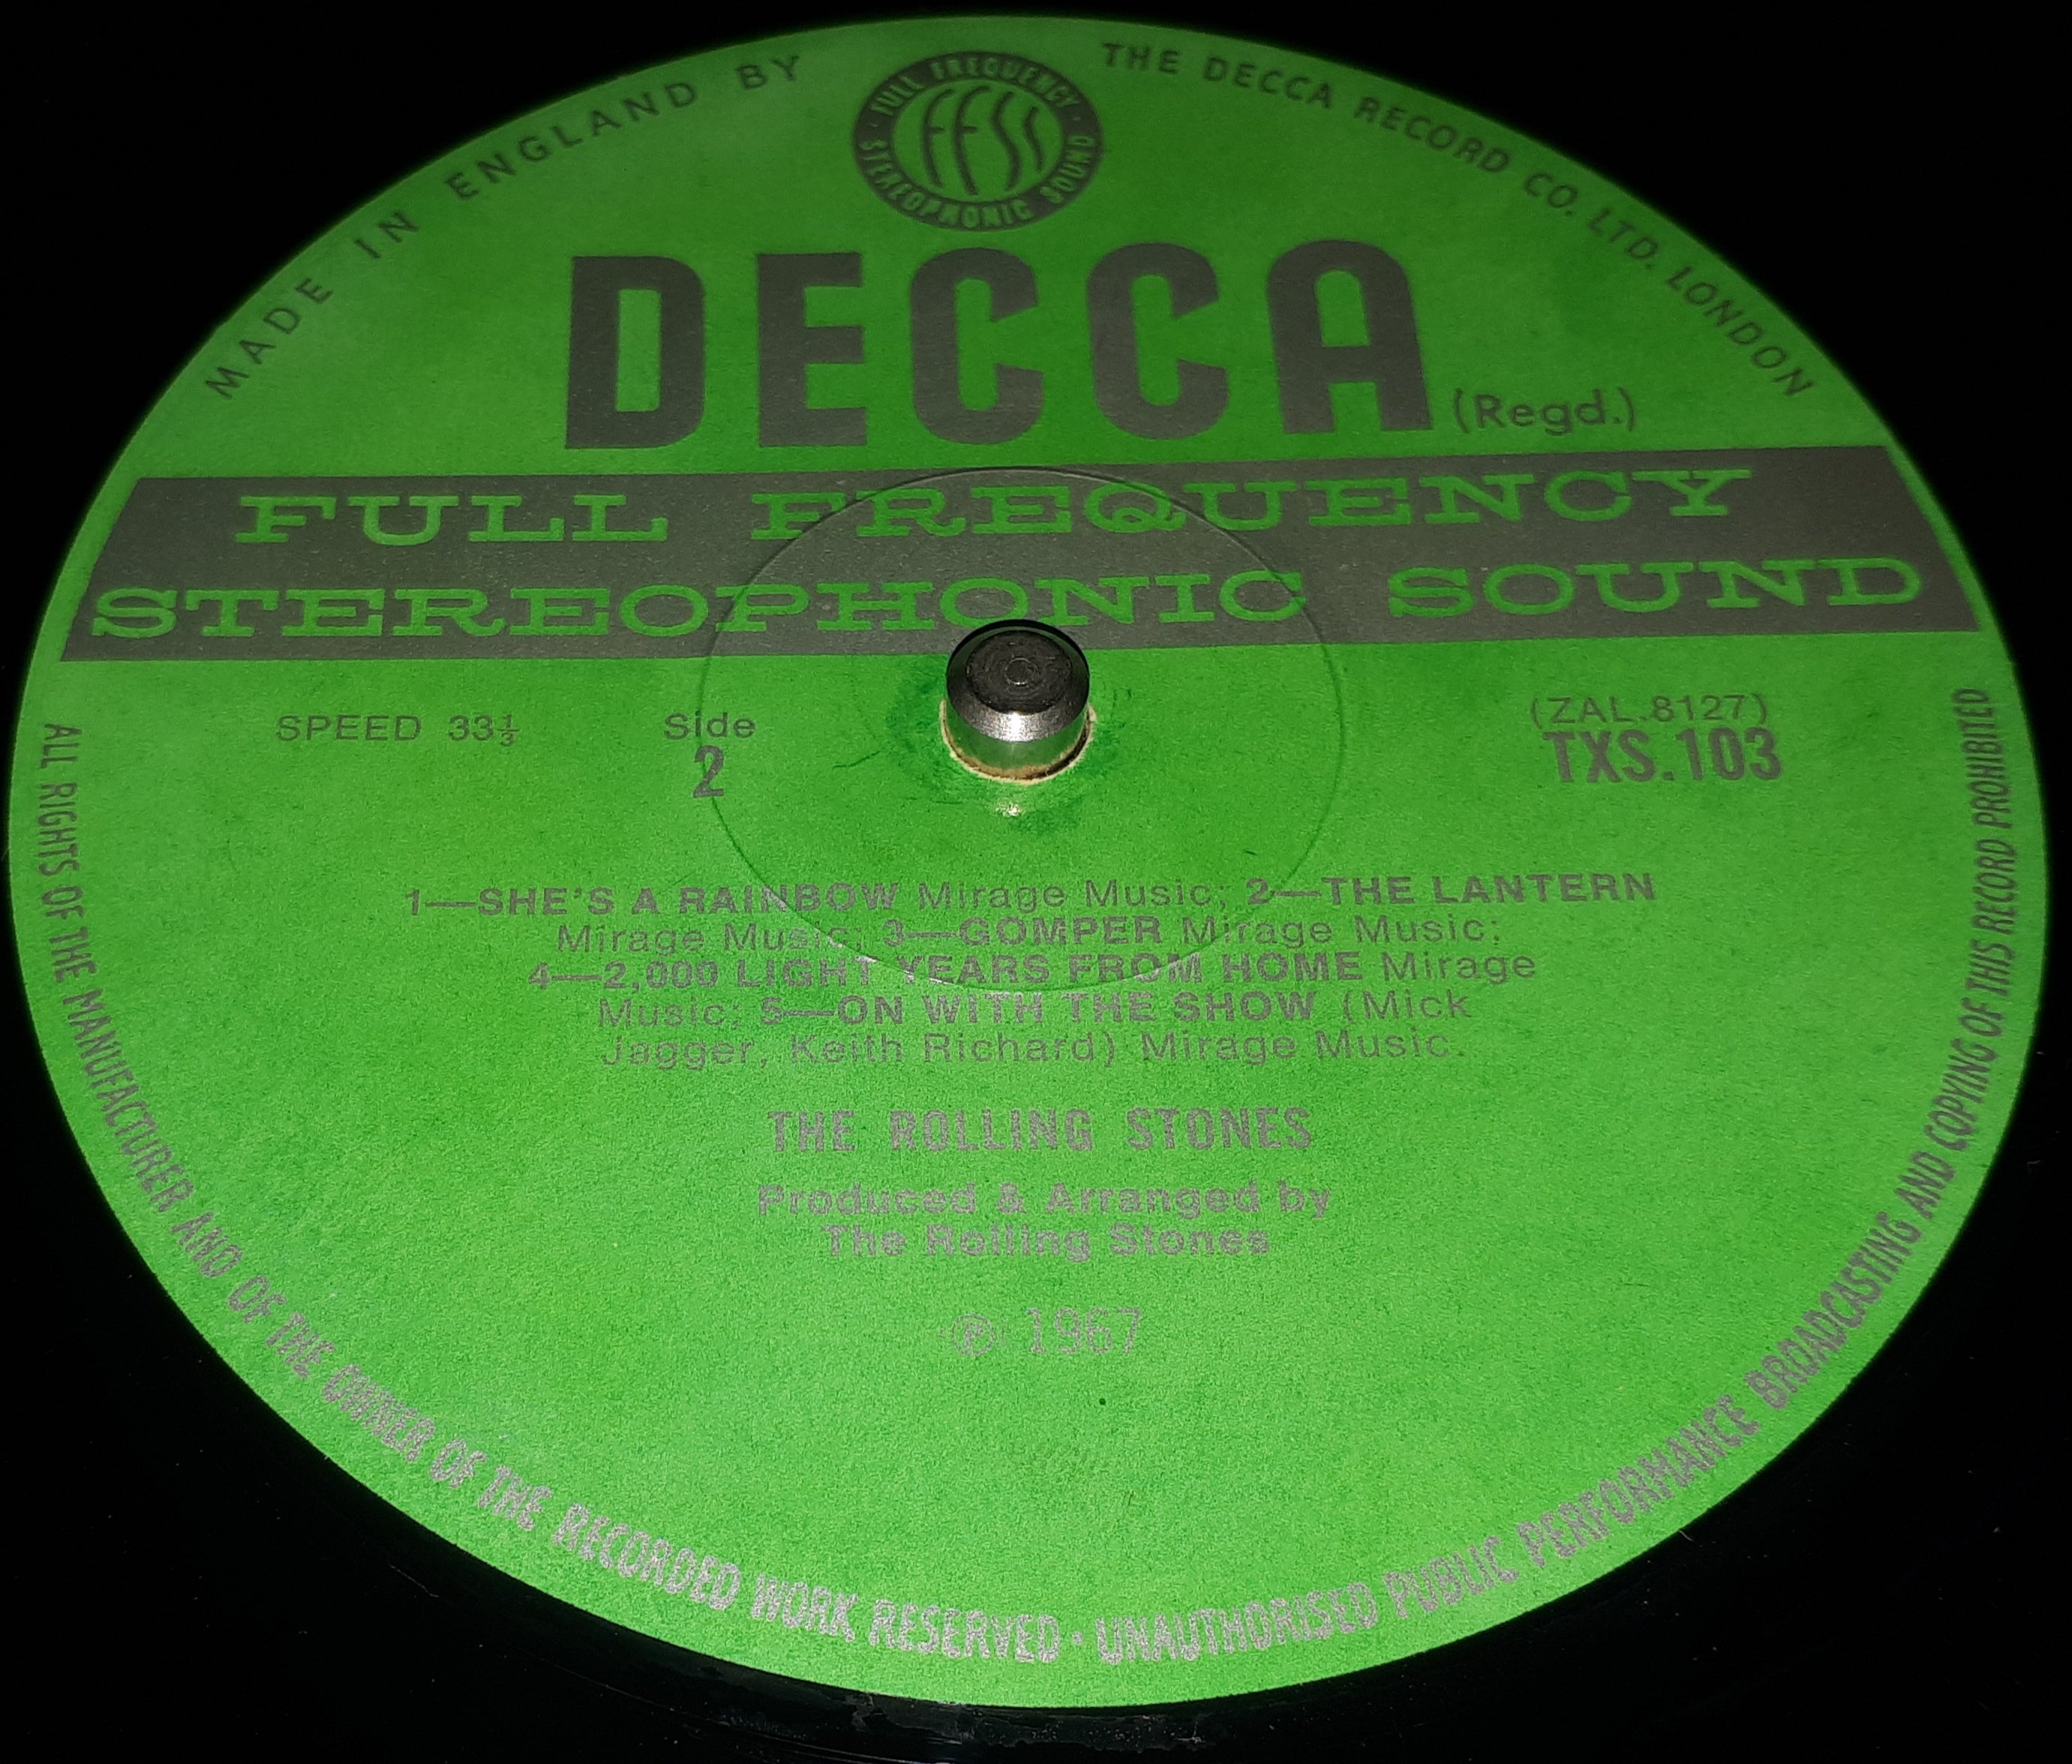 MADE IN ENGLAND BY
THE DECCA RECORD CO. LTD. LONDON
FULL FREQUENCY
FFSS
STEREOPHONIC SOUND
DECCA (Regd.)
FULL FREQUENCY
STEREOPHONIC SOUND
SPEED 33⅓
Side
2
(ZAL.8127)
TXS.103
1—SHE'S A RAINBOW Mirage Music; 2—THE LANTERN
Mirage Music; 3—GOMPER Mirage Music;
4—2,000 LIGHT YEARS FROM HOME Mirage
Music; 5—ON WITH THE SHOW (Mick
Jagger, Keith Richard) Mirage Music.
THE ROLLING STONES
Produced & Arranged by
The Rolling Stones
℗ 1967
ALL RIGHTS OF THE MANUFACTURER AND OF THE OWNER OF THE RECORDED WORK RESERVED · UNAUTHORISED PUBLIC PERFORMANCE BROADCASTING AND COPYING OF THIS RECORD PROHIBITED